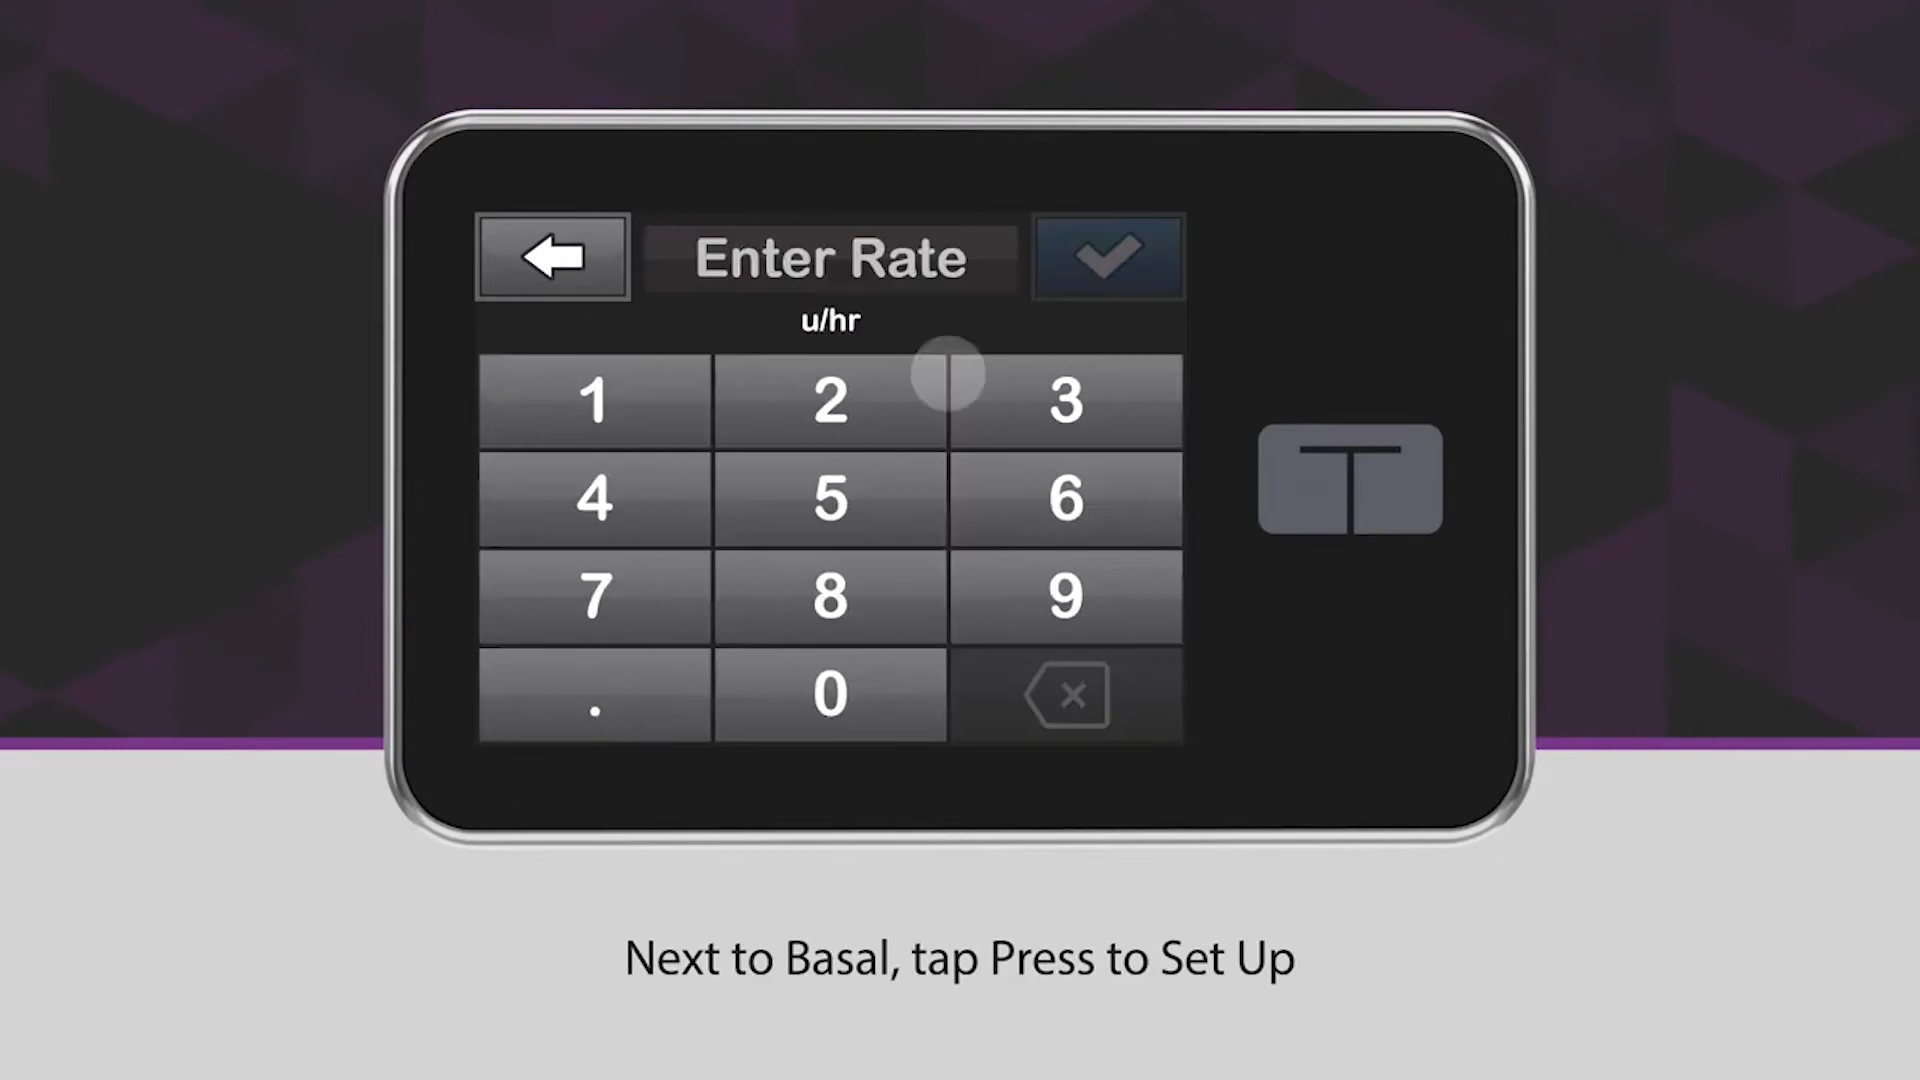 Enter Rate
u/hr
1 2 3
4 5 6
7 8 9
. 0
Next to Basal, tap Press to Set Up